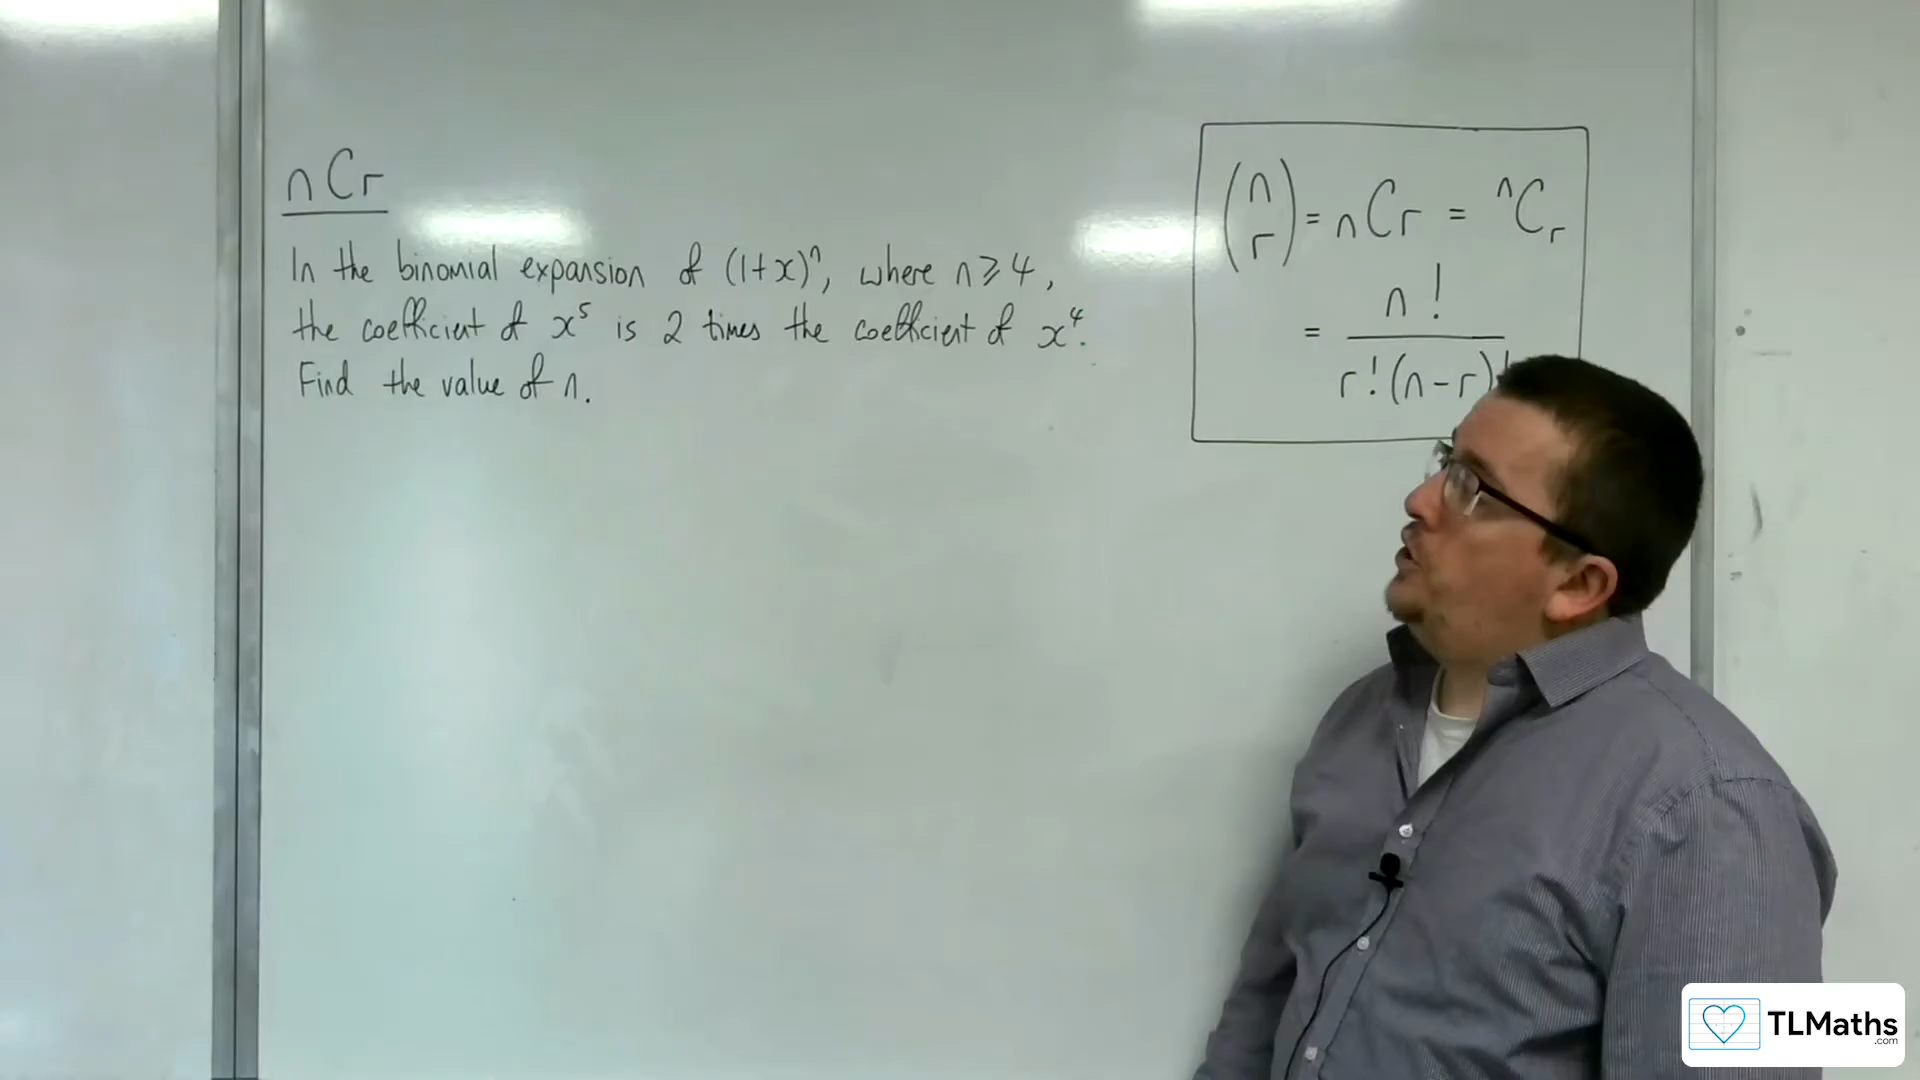 nCr
In the binomial expansion of (1+x)ⁿ, where n ⩾ 4,
the coefficient of x⁵ is 2 times the coefficient of x⁴.
Find the value of n.
(n r) = nCr = ⁿCᵣ
= n! / r!(n-r)!
TLMaths
.com